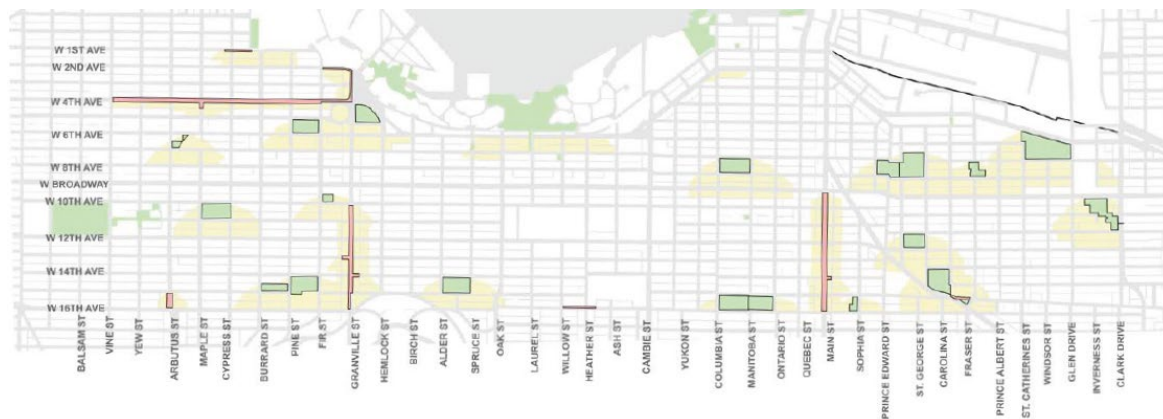 W 1ST AVE
W 2ND AVE
W 4TH AVE
W 6TH AVE
W 8TH AVE
W BROADWAY
W 10TH AVE
W 12TH AVE
W 14TH AVE
W 16TH AVE
BALSAM ST
VINE ST
YEW ST
ARBUTUS ST
MAPLE ST
CYPRESS ST
BURRARD ST
PINE ST
FIR ST
GRANVILLE ST
HEMLOCK ST
BIRCH ST
ALDER ST
SPRUCE ST
OAK ST
LAUREL ST
WILLOW ST
HEATHER ST
ASH ST
CAMBIE ST
YUKON ST
COLUMBIA ST
MANITOBA ST
ONTARIO ST
QUEBEC ST
MAIN ST
SOPHIA ST
PRINCE EDWARD ST
ST. GEORGE ST
CAROLINA ST
FRASER ST
PRINCE ALBERT ST
ST. CATHERINES ST
WINDSOR ST
GLEN DRIVE
INVERNESS ST
CLARK DRIVE